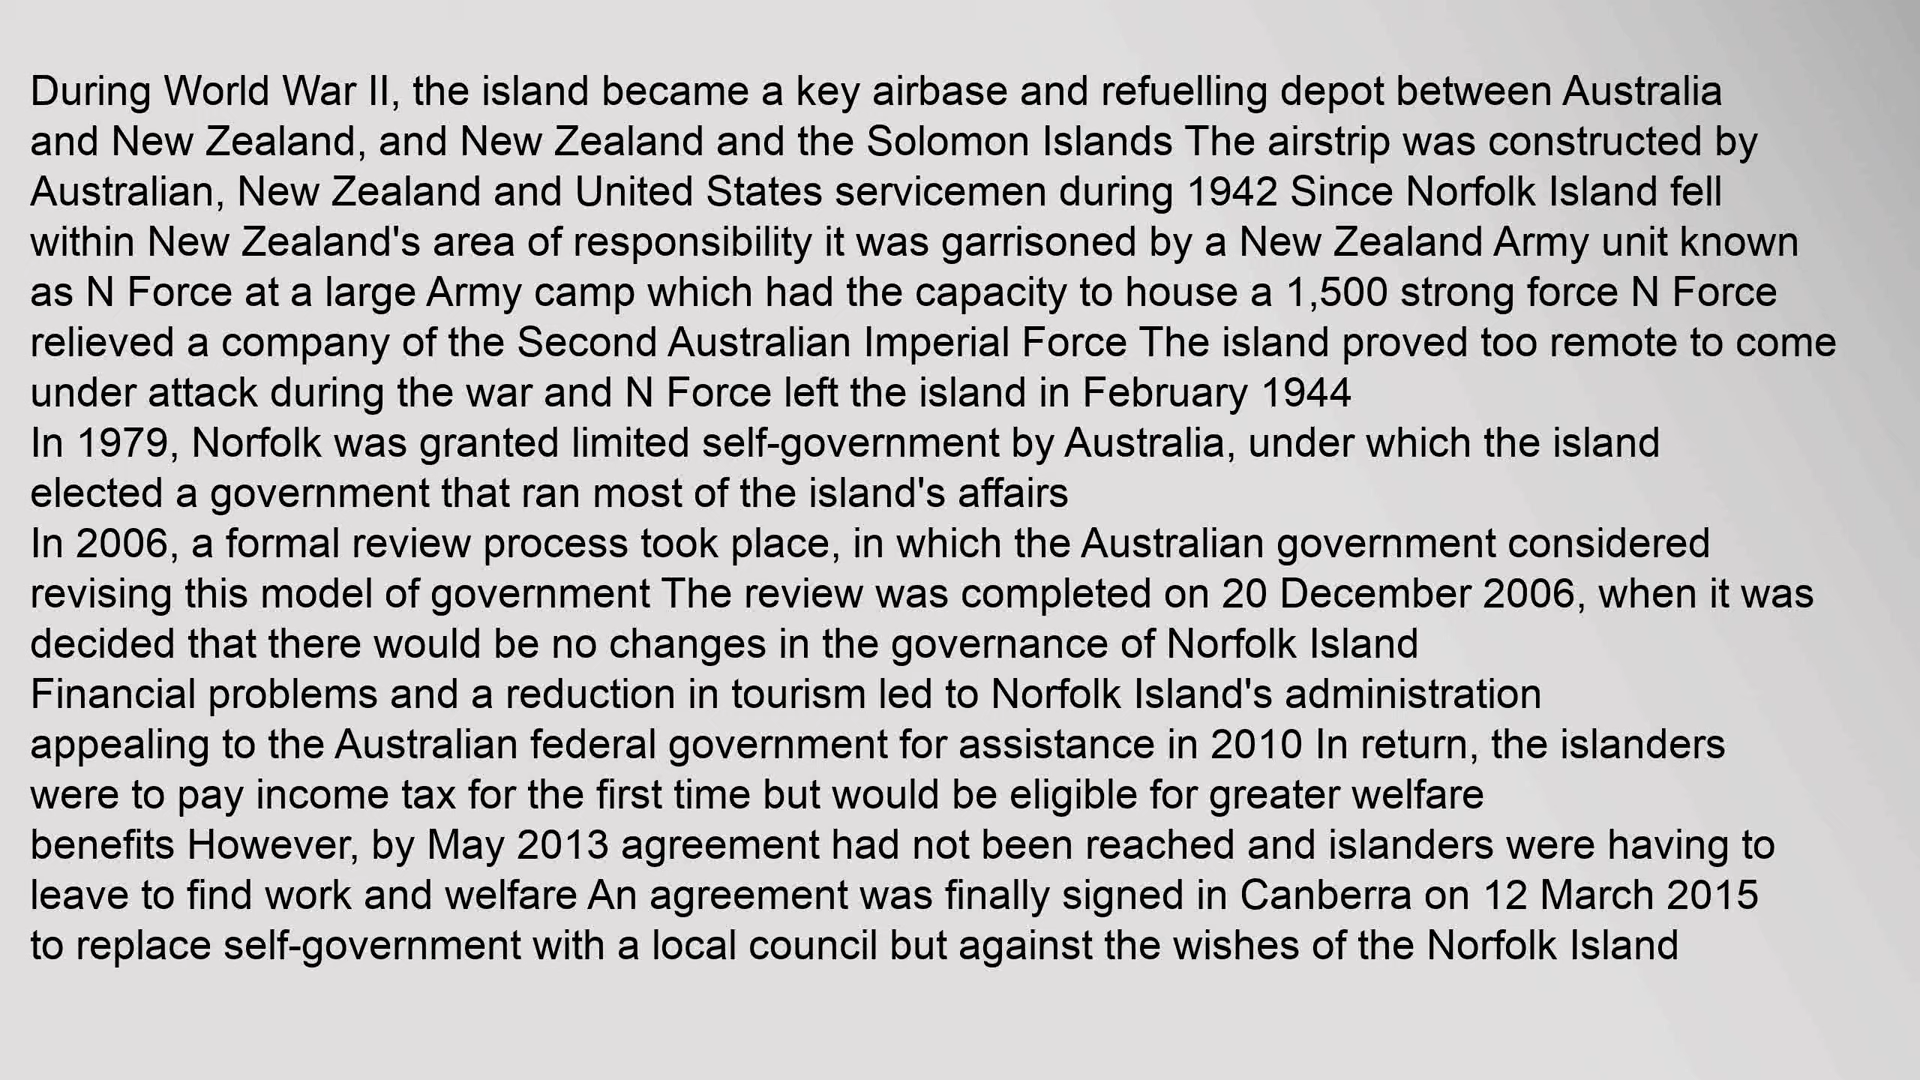 During World War II, the island became a key airbase and refuelling depot between Australia
and New Zealand, and New Zealand and the Solomon Islands The airstrip was constructed by
Australian, New Zealand and United States servicemen during 1942 Since Norfolk Island fell
within New Zealand's area of responsibility it was garrisoned by a New Zealand Army unit known
as N Force at a large Army camp which had the capacity to house a 1,500 strong force N Force
relieved a company of the Second Australian Imperial Force The island proved too remote to come
under attack during the war and N Force left the island in February 1944
In 1979, Norfolk was granted limited self-government by Australia, under which the island
elected a government that ran most of the island's affairs
In 2006, a formal review process took place, in which the Australian government considered
revising this model of government The review was completed on 20 December 2006, when it was
decided that there would be no changes in the governance of Norfolk Island
Financial problems and a reduction in tourism led to Norfolk Island's administration
appealing to the Australian federal government for assistance in 2010 In return, the islanders
were to pay income tax for the first time but would be eligible for greater welfare
benefits However, by May 2013 agreement had not been reached and islanders were having to
leave to find work and welfare An agreement was finally signed in Canberra on 12 March 2015
to replace self-government with a local council but against the wishes of the Norfolk Island